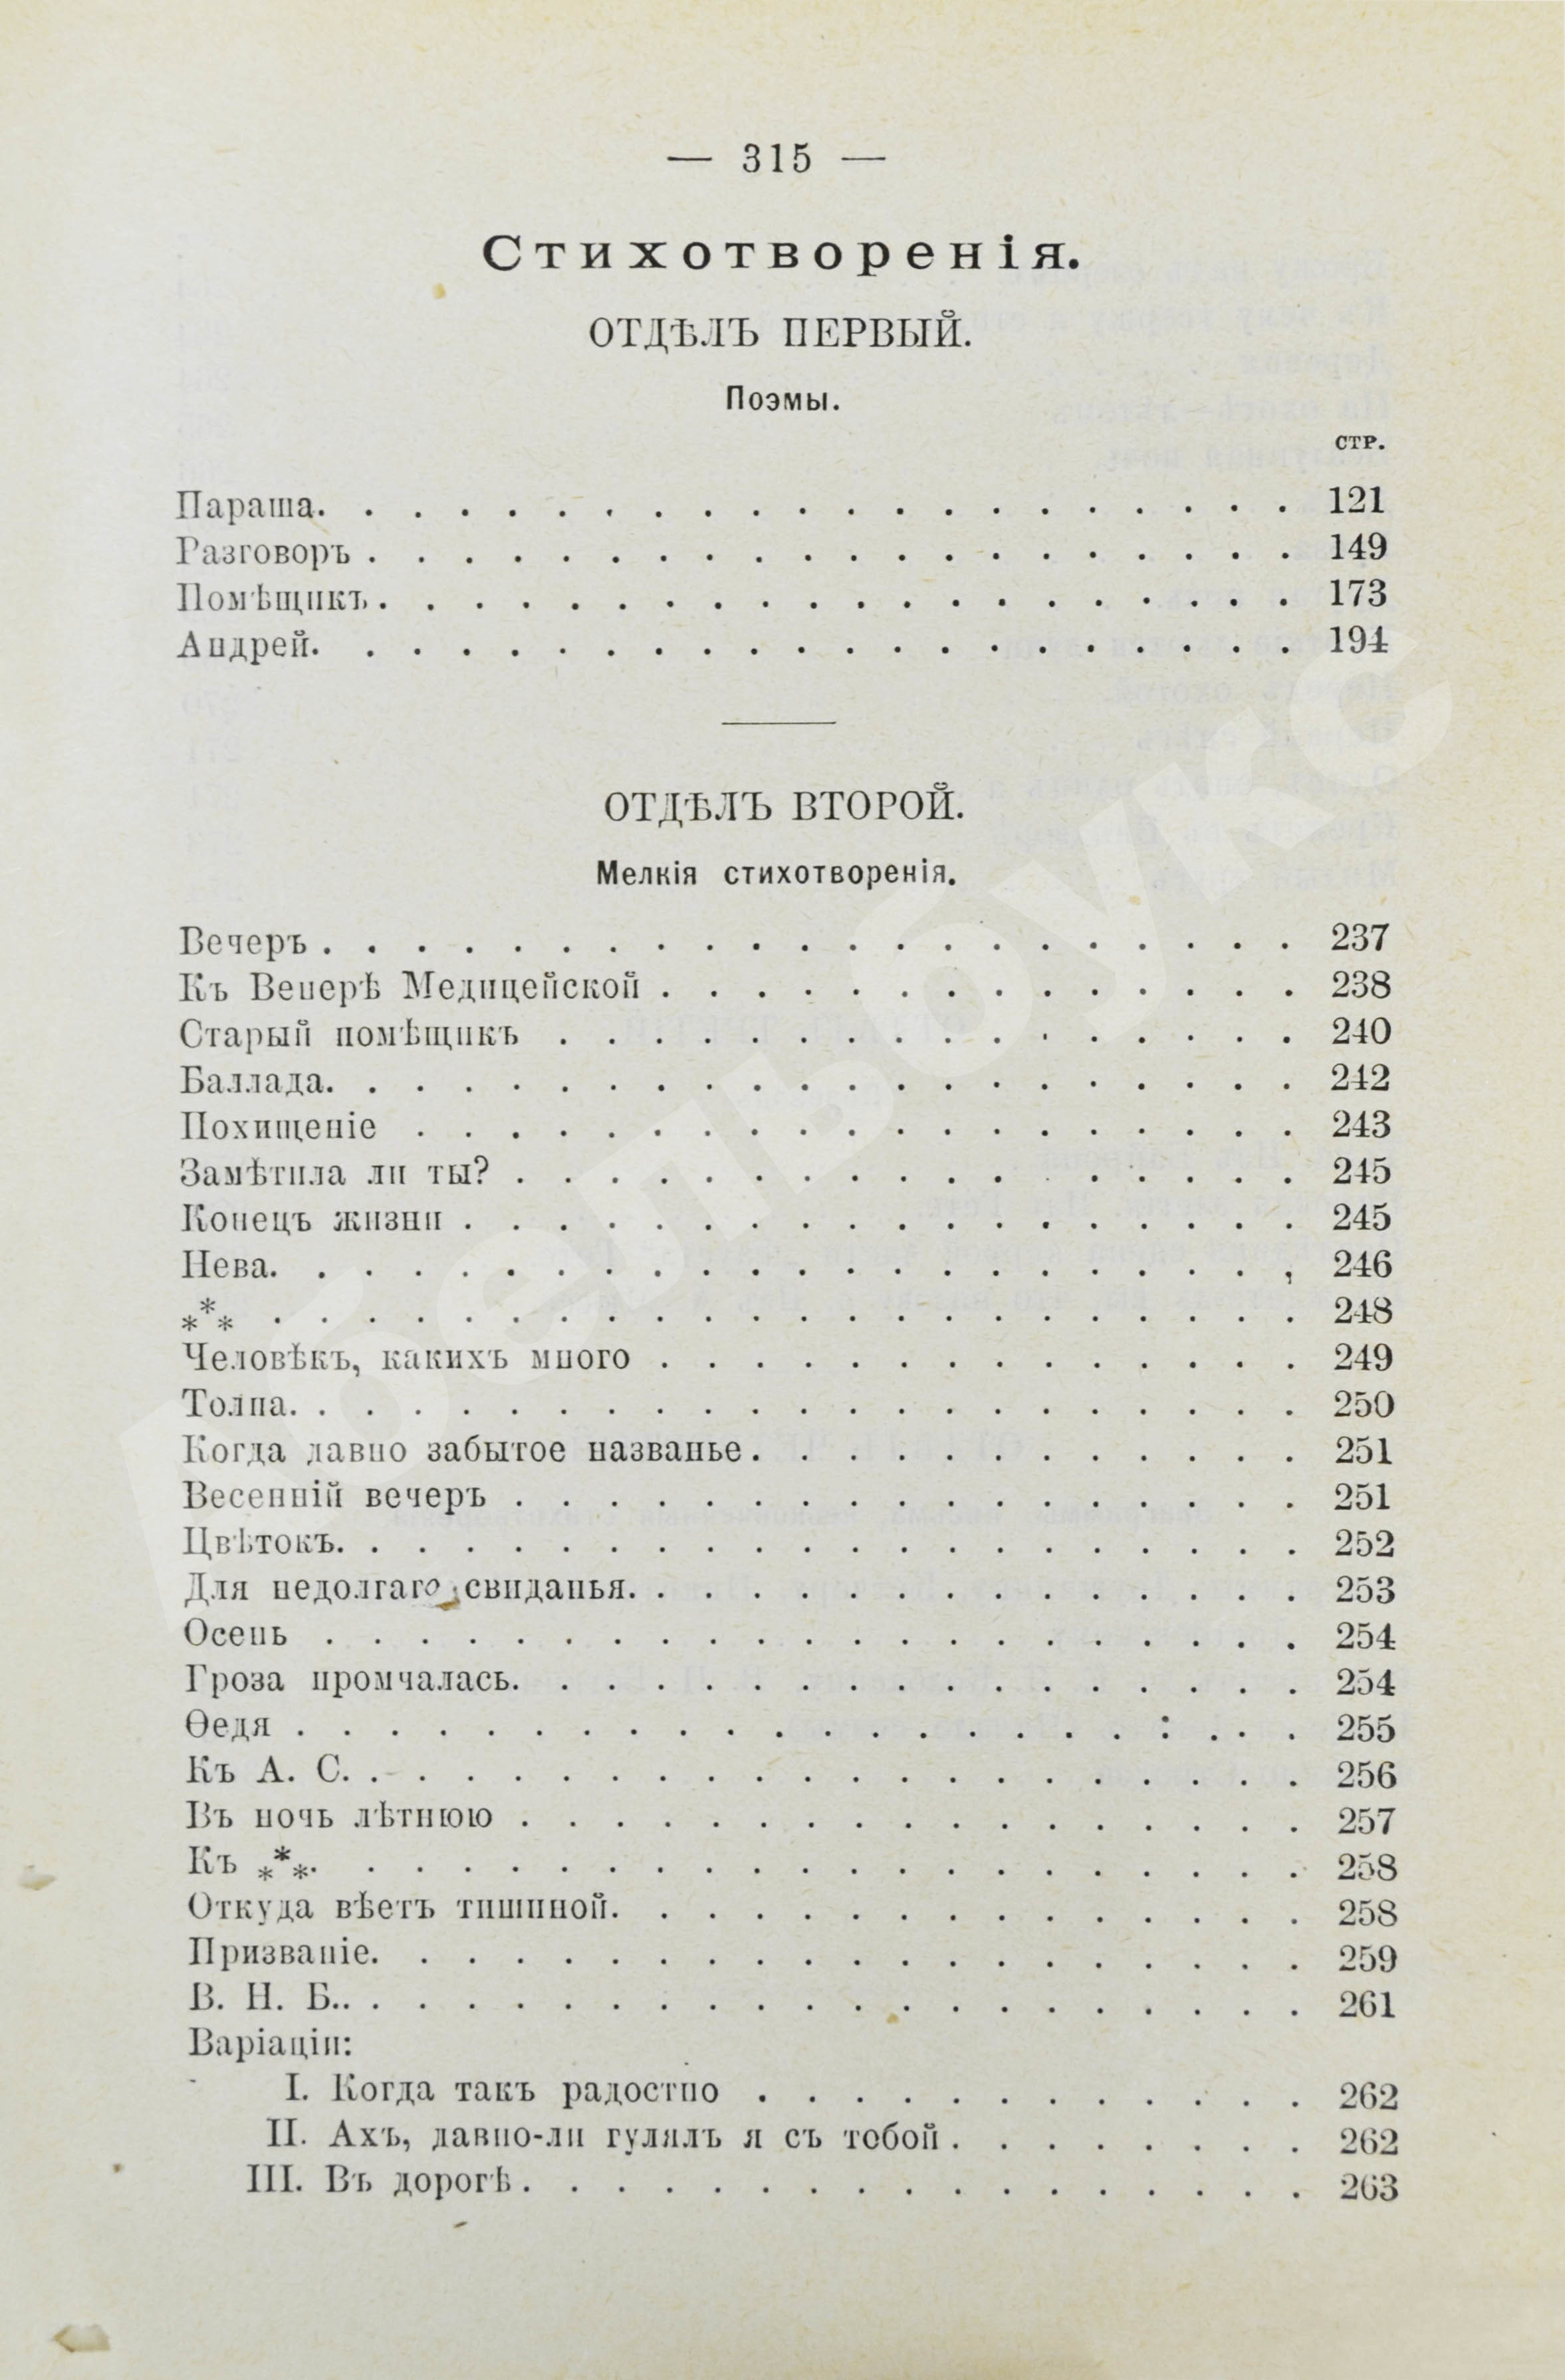 — 315 —
Стихотворенія.
ОТДѢЛЪ ПЕРВЫЙ.
Поэмы.
СТР.
Параша. . . . . . . . . . . . . . . . . . . . . 121
Разговоръ . . . . . . . . . . . . . . . . . . . . 149
Помѣщикъ. . . . . . . . . . . . . . . . . . . . 173
Андрей. . . . . . . . . . . . . . . . . . . . . 194
ОТДѢЛЪ ВТОРОЙ.
Мелкія стихотворенія.
Вечеръ . . . . . . . . . . . . . . . . . . . . . 237
Къ Венерѣ Медицейской . . . . . . . . . . . . . . 238
Старый помѣщикъ . . . . . . . . . . . . . . . . 240
Баллада. . . . . . . . . . . . . . . . . . . . . 242
Похищеніе . . . . . . . . . . . . . . . . . . . 243
Замѣтила ли ты? . . . . . . . . . . . . . . . . 245
Конецъ жизни . . . . . . . . . . . . . . . . . . 245
Нева. . . . . . . . . . . . . . . . . . . . . , 246
*** . . . . . . . . . . . . . . . . . . . . . . 248
Человѣкъ, какихъ много . . . . . . . . . . . . . . 249
Толпа. . . . . . . . . . . . . . . . . . . . . . 250
Когда давно забытое названье. . . . . . . . . . . . 251
Весенній вечеръ . . . . . . . . . . . . . . . . . 251
Цвѣтокъ. . . . . . . . . . . . . . . . . . . . . 252
Для недолгаго свиданья. . . . . . . . . . . . . . . 253
Осень . . . . . . . . . . . . . . . . . . . . . 254
Гроза промчалась. . . . . . . . . . . . . . . . . 254
Ѳедя . . . . . . . . . . . . . . . . . . : . . . 255
Къ А. С. . . . . . . . . . . . . . . . . . . . . 256
Въ ночь лѣтнюю . . . . . . . . . . . . . . . . . 257
Къ ***. . . . . . . . . . . . . . . . . . . . . 258
Откуда вѣетъ тишиной. . . . . . . . . . . . . . . 258
Призваніе. . . . . . . . . . . . . . . . . . . . 259
В. Н. Б.. . . . . . . . . . . . . . . . . . . . . 261
Варіаціи:
I. Когда такъ радостно . . . . . . . . . . . . 262
II. Ахъ, давно-ли гулялъ я съ тобой . . . . . . . . 262
III. Въ дорогѣ. . . . . . . . . . . . . . . . . . 263